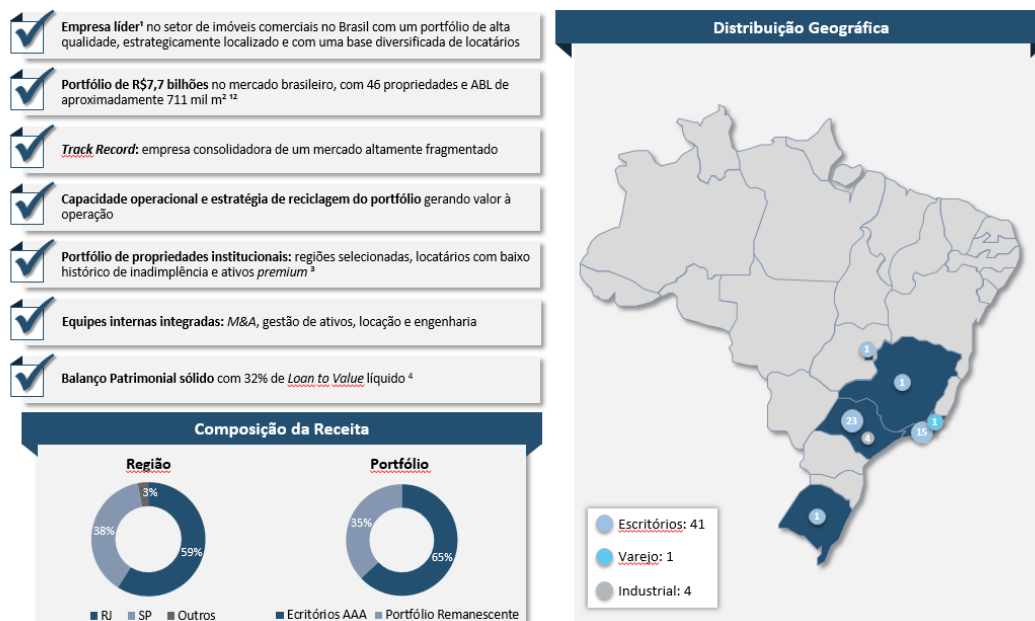 Empresa líder¹ no setor de imóveis comerciais no Brasil com um portfólio de alta
qualidade, estrategicamente localizado e com uma base diversificada de locatários
Portfólio de R$7,7 bilhões no mercado brasileiro, com 46 propriedades e ABL de
aproximadamente 711 mil m² ¹²
Track Record: empresa consolidadora de um mercado altamente fragmentado
Capacidade operacional e estratégia de reciclagem do portfólio gerando valor à
operação
Portfólio de propriedades institucionais: regiões selecionadas, locatários com baixo
histórico de inadimplência e ativos premium ³
Equipes internas integradas: M&A, gestão de ativos, locação e engenharia
Balanço Patrimonial sólido com 32% de Loan to Value líquido ⁴
Composição da Receita
Região
3%
38%
59%
RJ SP Outros
Portfólio
35%
65%
Ecritórios AAA Portfólio Remanescente
Distribuição Geográfica
1
1
23
1
15
4
1
Escritórios: 41
Varejo: 1
Industrial: 4